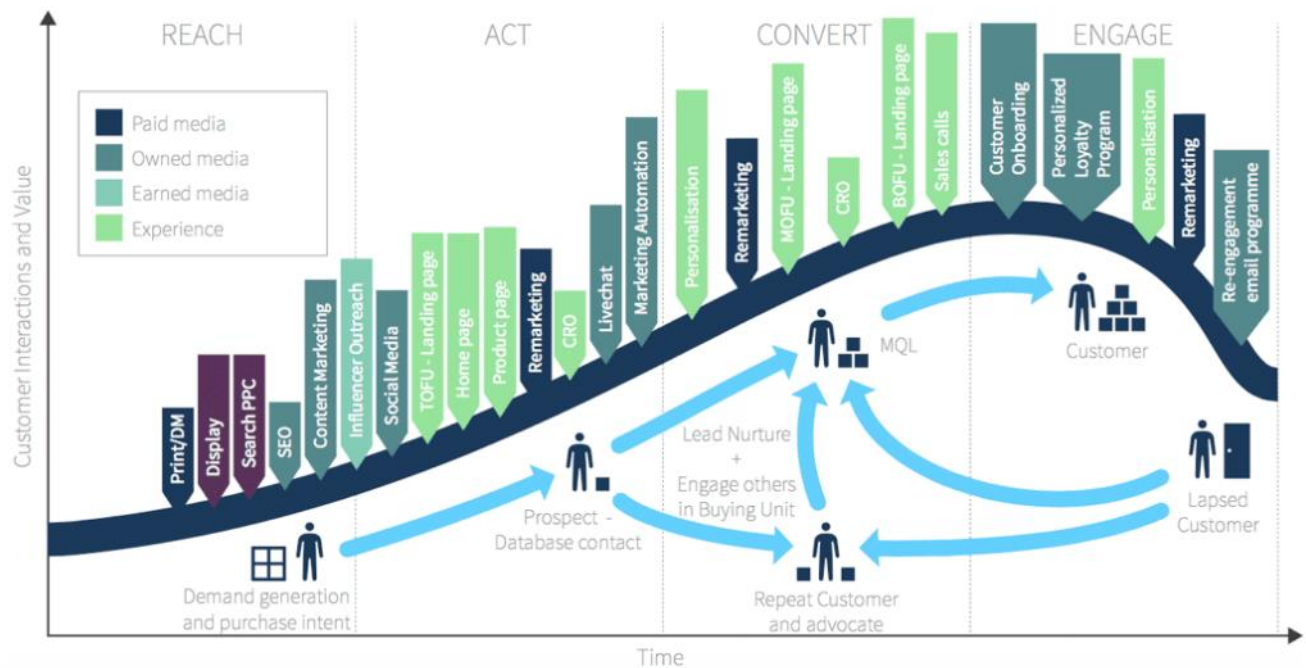 REACH
ACT
CONVERT
ENGAGE
Customer Interactions and Value
Paid media
Owned media
Earned media
Experience
Print/DM
Display
Search PPC
SEO
Content Marketing
Influencer Outreach
Social Media
TOFU - Landing page
Home page
Product page
Remarketing
CRO
Livechat
Marketing Automation
Personalisation
Remarketing
MOFU - Landing page
CRO
BOFU - Landing page
Sales calls
Customer
Onboarding
Personalized
Loyalty
Program
Personalisation
Remarketing
Re-engagement
email programme
Demand generation
and purchase intent
Prospect -
Database contact
Lead Nurture
+
Engage others
in Buying Unit
MQL
Customer
Repeat Customer
and advocate
Lapsed
Customer
Time